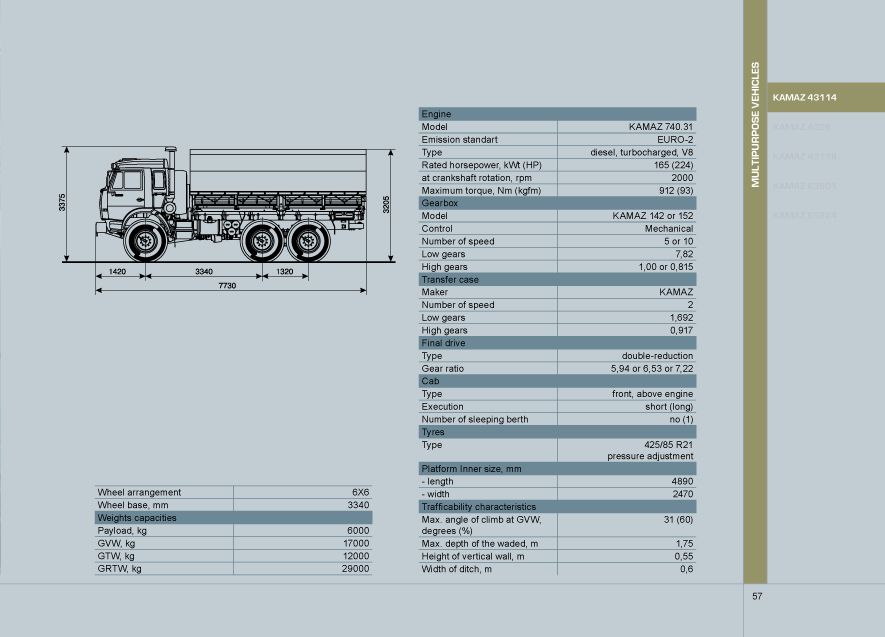 3375
3205
1420 3340 1320
7730
Wheel arrangement 6X6
Wheel base, mm 3340
Weights capacities
Payload, kg 6000
GVW, kg 17000
GTW, kg 12000
GRTW, kg 29000
Engine
Model KAMAZ 740.31
Emission standart EURO-2
Type diesel, turbocharged, V8
Rated horsepower, kWt (HP) 165 (224)
at crankshaft rotation, rpm 2000
Maximum torque, Nm (kgfm) 912 (93)
Gearbox
Model KAMAZ 142 or 152
Control Mechanical
Number of speed 5 or 10
Low gears 7,82
High gears 1,00 or 0,815
Transfer case
Maker KAMAZ
Number of speed 2
Low gears 1,692
High gears 0,917
Final drive
Type double-reduction
Gear ratio 5,94 or 6,53 or 7,22
Cab
Type front, above engine
Execution short (long)
Number of sleeping berth no (1)
Tyres
Type 425/85 R21
pressure adjustment
Platform Inner size, mm
- length 4890
- width 2470
Trafficability characteristics
Max. angle of climb at GVW, 31 (60)
degrees (%)
Max. depth of the waded, m 1,75
Height of vertical wall, m 0,55
Width of ditch, m 0,6
MULTIPURPOSE VEHICLES
KAMAZ 43114
KAMAZ
KAMAZ
KAMAZ
KAMAZ
57